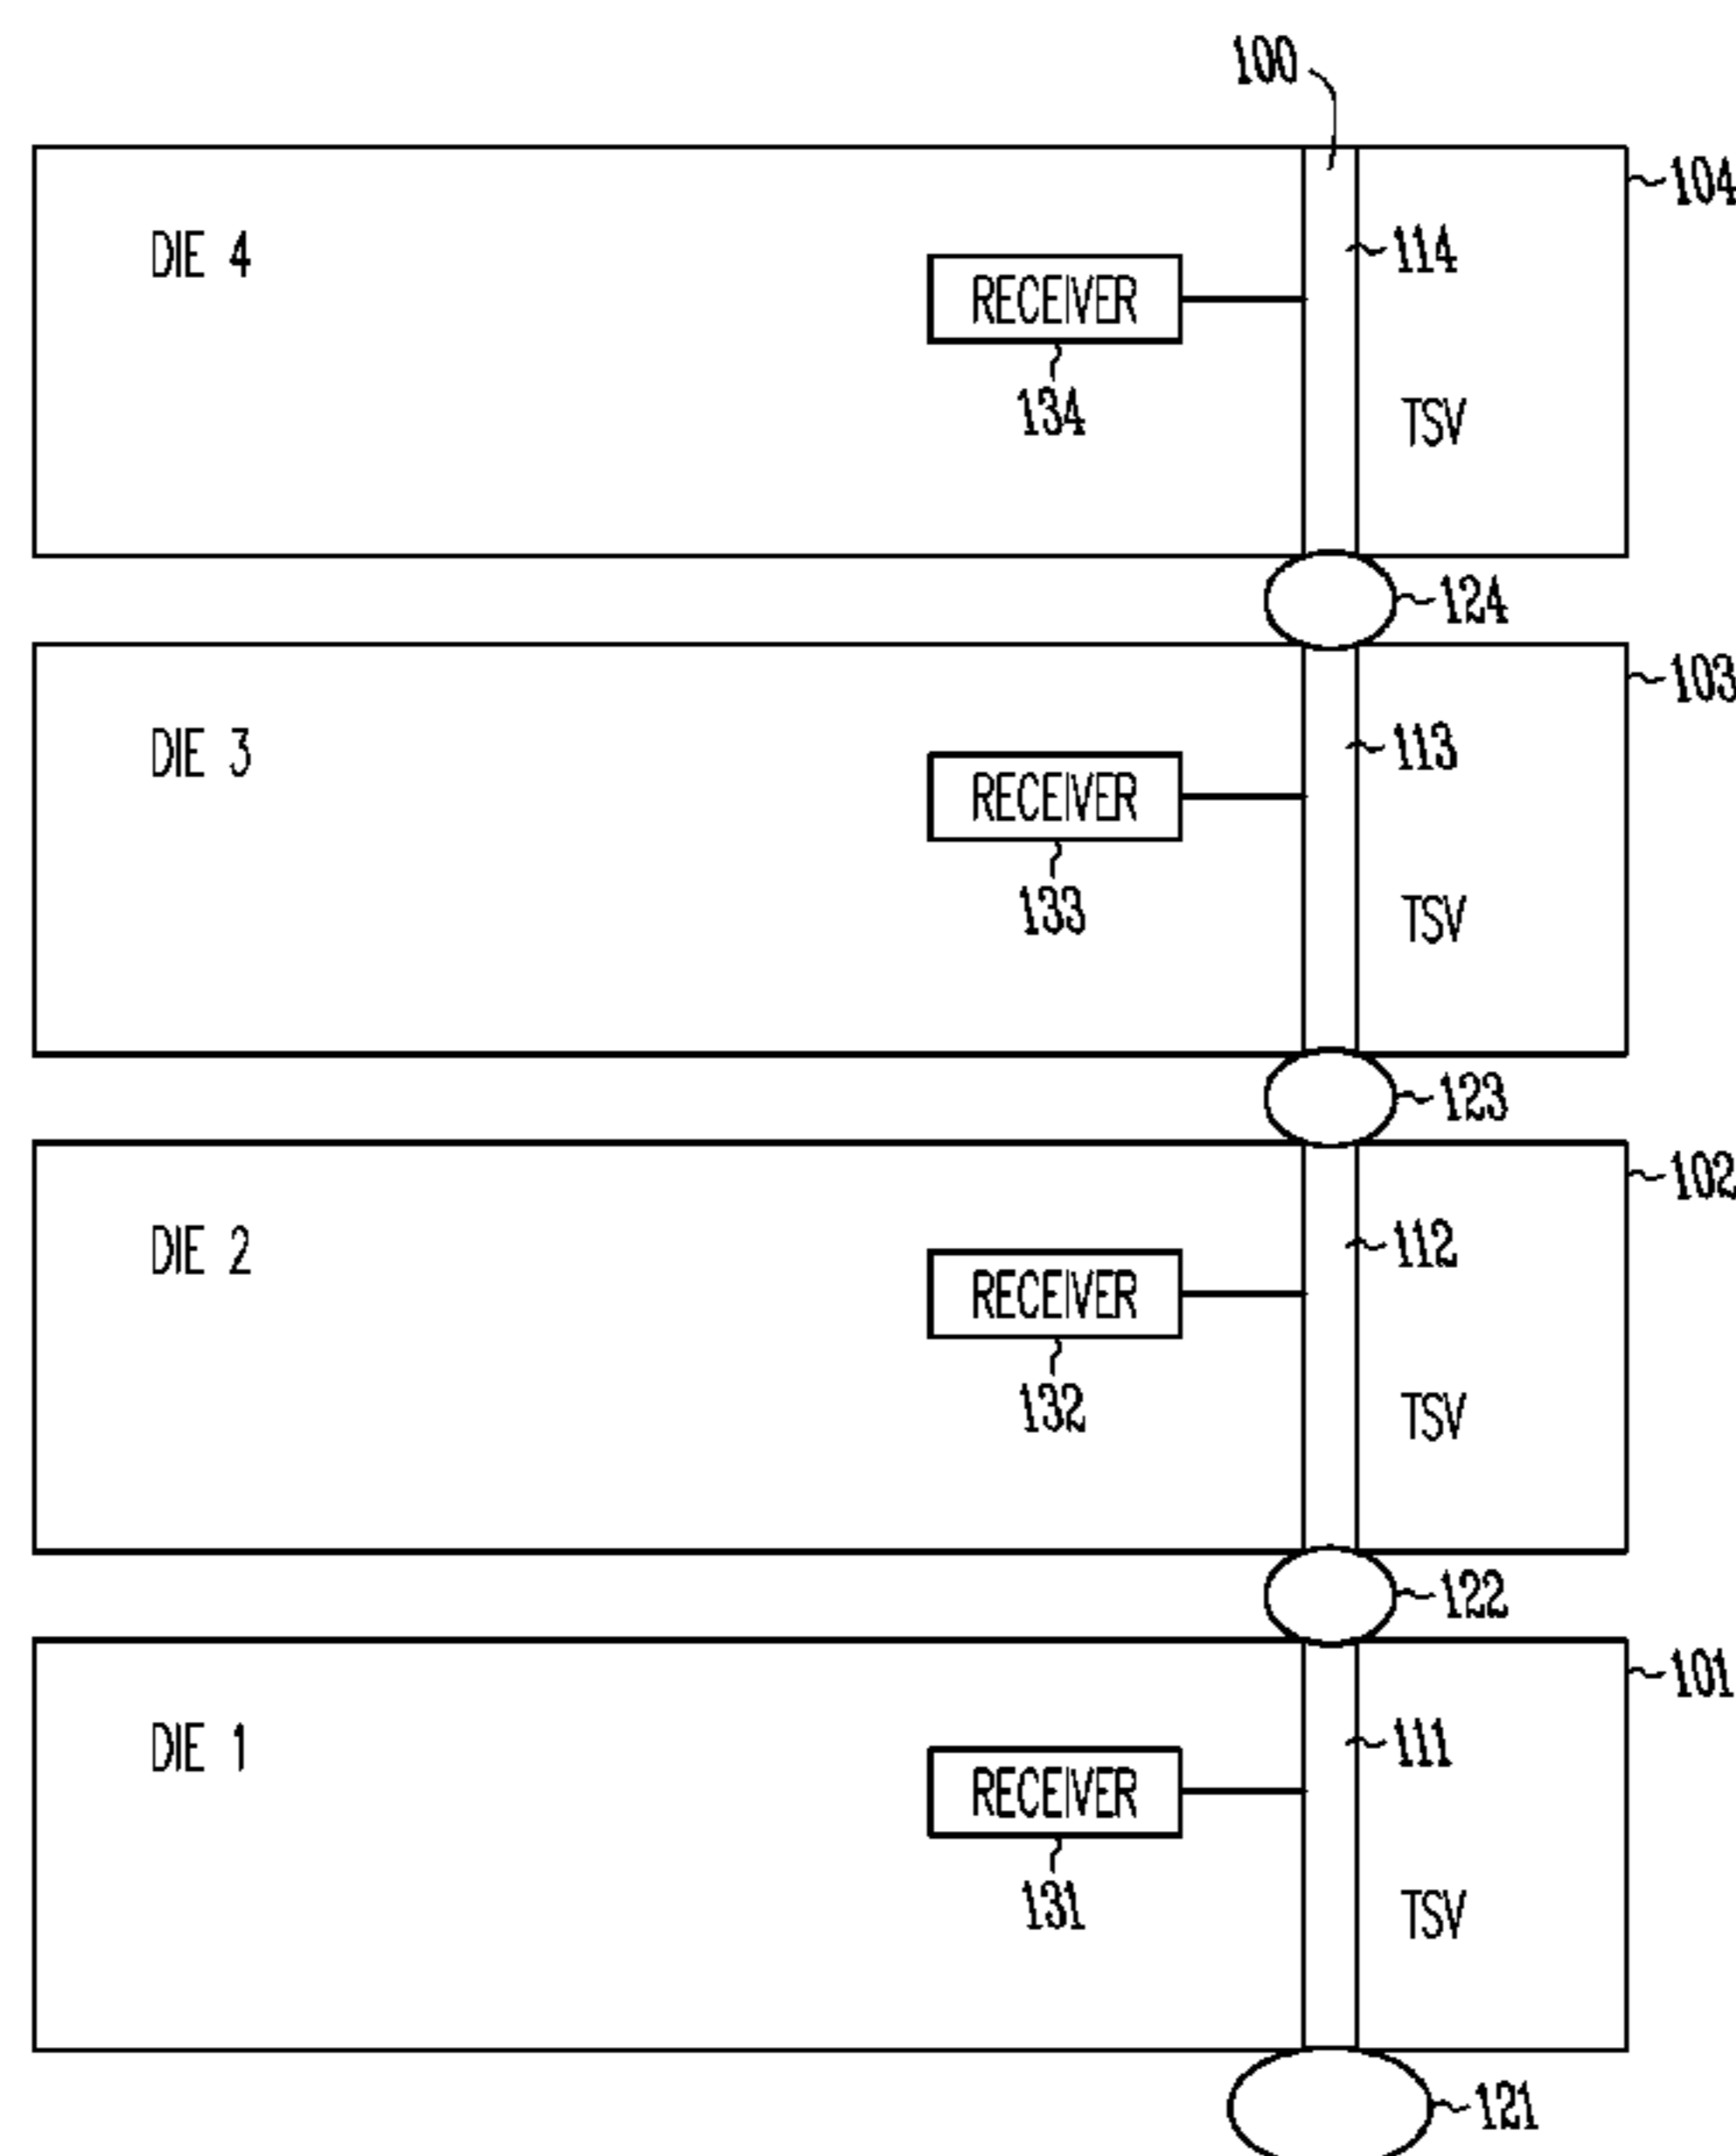 100
104
DIE 4
114
RECEIVER
134
TSV
124
103
DIE 3
113
RECEIVER
133
TSV
123
102
DIE 2
112
RECEIVER
132
TSV
122
101
DIE 1
111
RECEIVER
131
TSV
121